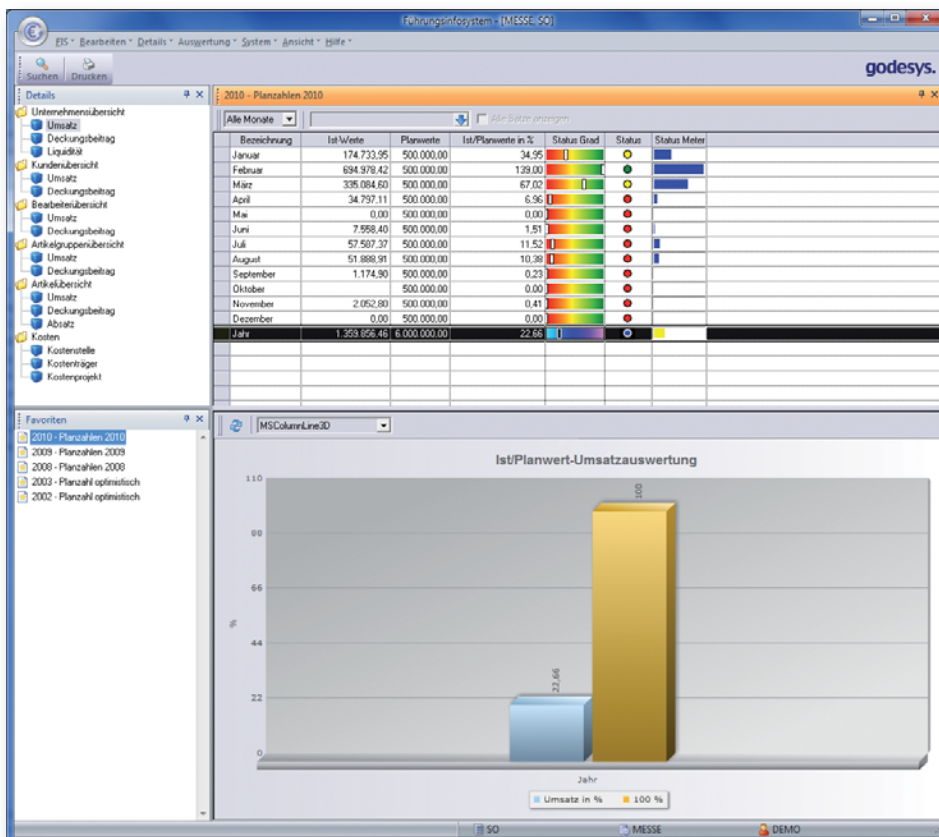 Führungsinfosystem - [MESSE_SO]
FIS Bearbeiten Details Auswertung System Ansicht Hilfe
Suchen Drucken
godesys.
Details
Unternehmensübersicht
Umsatz
Deckungsbeitrag
Liquidität
Kundenübersicht
Umsatz
Deckungsbeitrag
Bearbeiterübersicht
Umsatz
Deckungsbeitrag
Artikelgruppenübersicht
Umsatz
Deckungsbeitrag
Artikelübersicht
Umsatz
Deckungsbeitrag
Absatz
Kosten
Kostenstelle
Kostenträger
Kostenprojekt
2010 - Planzahlen 2010
Alle Monate Alle Sätze anzeigen
Bezeichnung Ist-Werte Planwerte Ist/Planwerte in % Status Grad Status Status Meter
Januar 174.733,95 500.000,00 34,95
Februar 694.978,42 500.000,00 139,00
März 335.084,60 500.000,00 67,02
April 34.797,11 500.000,00 6,96
Mai 0,00 500.000,00 0,00
Juni 7.558,40 500.000,00 1,51
Juli 57.587,37 500.000,00 11,52
August 51.888,91 500.000,00 10,38
September 1.174,90 500.000,00 0,23
Oktober 500.000,00 0,00
November 2.052,80 500.000,00 0,41
Dezember 0,00 500.000,00 0,00
Jahr 1.359.856,46 6.000.000,00 22,66
Favoriten
2010 - Planzahlen 2010
2009 - Planzahlen 2009
2008 - Planzahlen 2008
2003 - Planzahl optimistisch
2002 - Planzahl optimistisch
MSColumnLine3D
Ist/Planwert-Umsatzauswertung
110
88
66
44
22
0
%
22,66
100
Jahr
Umsatz in % 100 %
SO MESSE DEMO